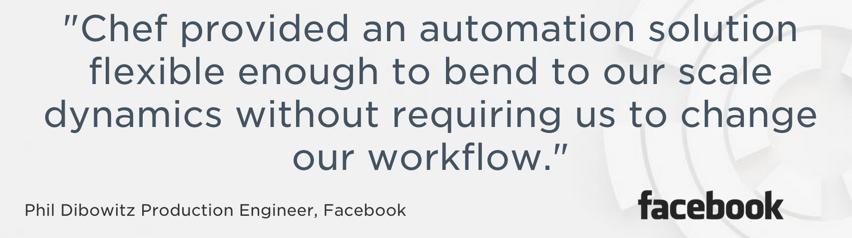 "Chef provided an automation solution
flexible enough to bend to our scale
dynamics without requiring us to change
our workflow."
Phil Dibowitz Production Engineer, Facebook
facebook